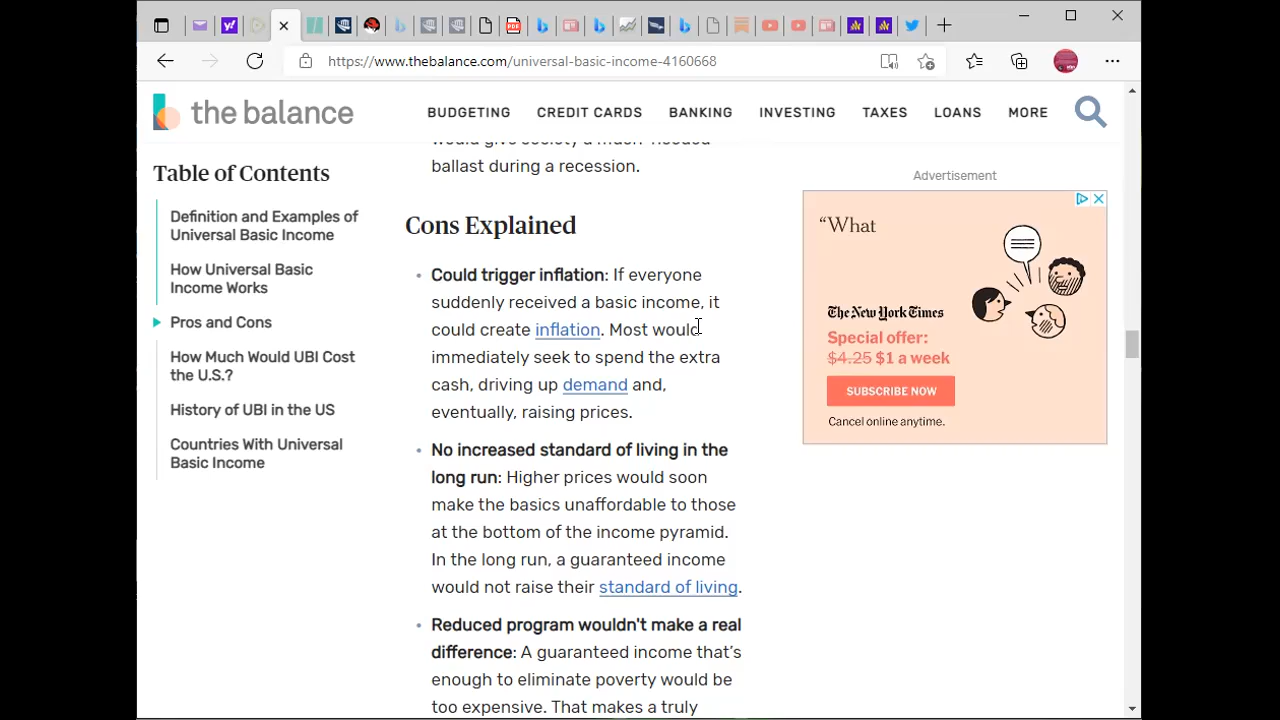 https://www.thebalance.com/universal-basic-income-4160668
the balance
BUDGETING CREDIT CARDS BANKING INVESTING TAXES LOANS MORE
Table of Contents
Definition and Examples of
Universal Basic Income
How Universal Basic
Income Works
Pros and Cons
How Much Would UBI Cost
the U.S.?
History of UBI in the US
Countries With Universal
Basic Income
would give society a much-needed
ballast during a recession.
Cons Explained
• Could trigger inflation: If everyone
suddenly received a basic income, it
could create inflation. Most would
immediately seek to spend the extra
cash, driving up demand and,
eventually, raising prices.
• No increased standard of living in the
long run: Higher prices would soon
make the basics unaffordable to those
at the bottom of the income pyramid.
In the long run, a guaranteed income
would not raise their standard of living.
• Reduced program wouldn't make a real
difference: A guaranteed income that's
enough to eliminate poverty would be
too expensive. That makes a truly
Advertisement
“What
The New York Times
Special offer:
$4.25 $1 a week
SUBSCRIBE NOW
Cancel online anytime.